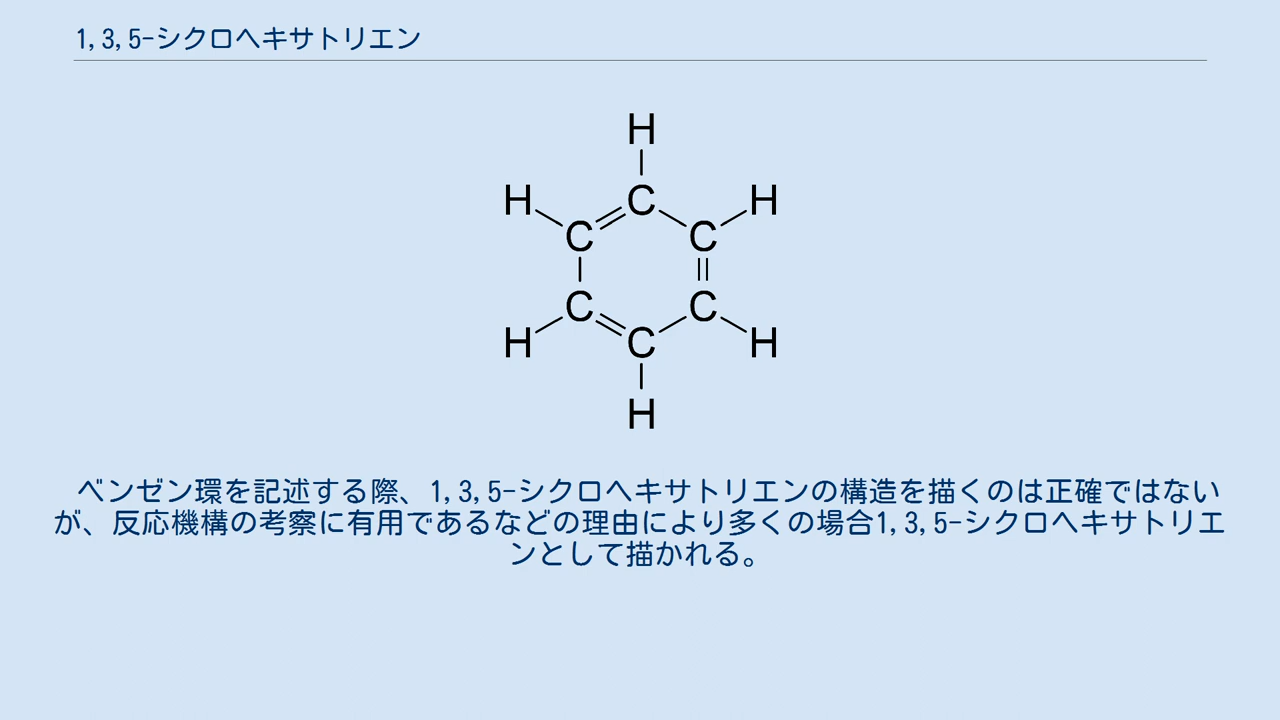 1,3,5-シクロヘキサトリエン
H
H H
C
C C
C C
C
H H
H
ベンゼン環を記述する際、1,3,5-シクロヘキサトリエンの構造を描くのは正確ではない
が、反応機構の考察に有用であるなどの理由により多くの場合1,3,5-シクロヘキサトリエ
ンとして描かれる。